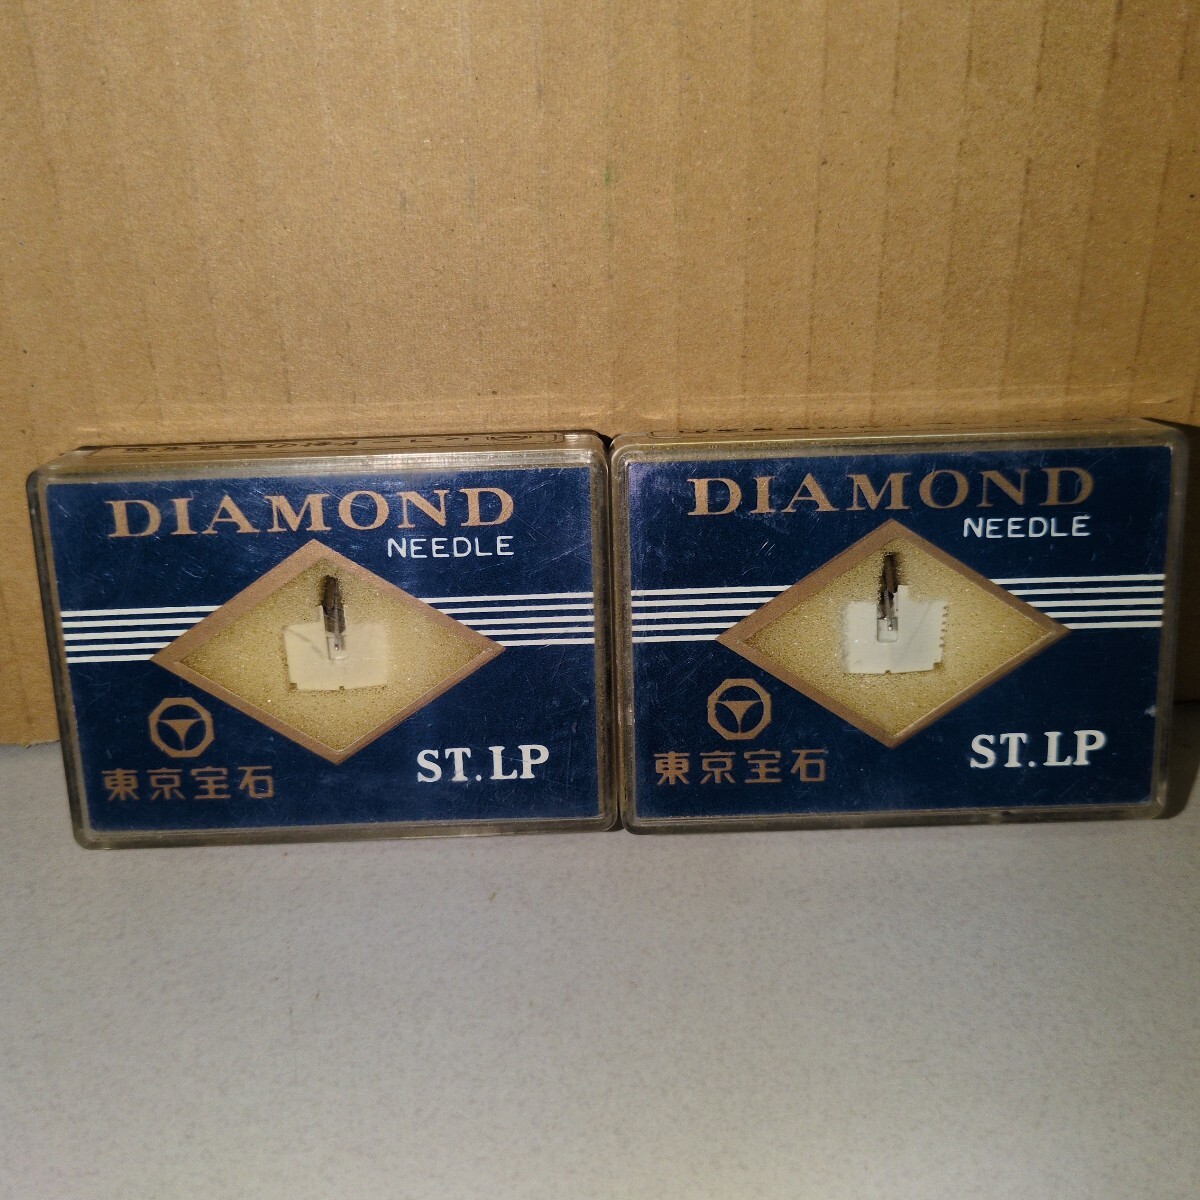 DIAMOND
NEEDLE
東京宝石
ST.LP
DIAMOND
NEEDLE
東京宝石
ST.LP